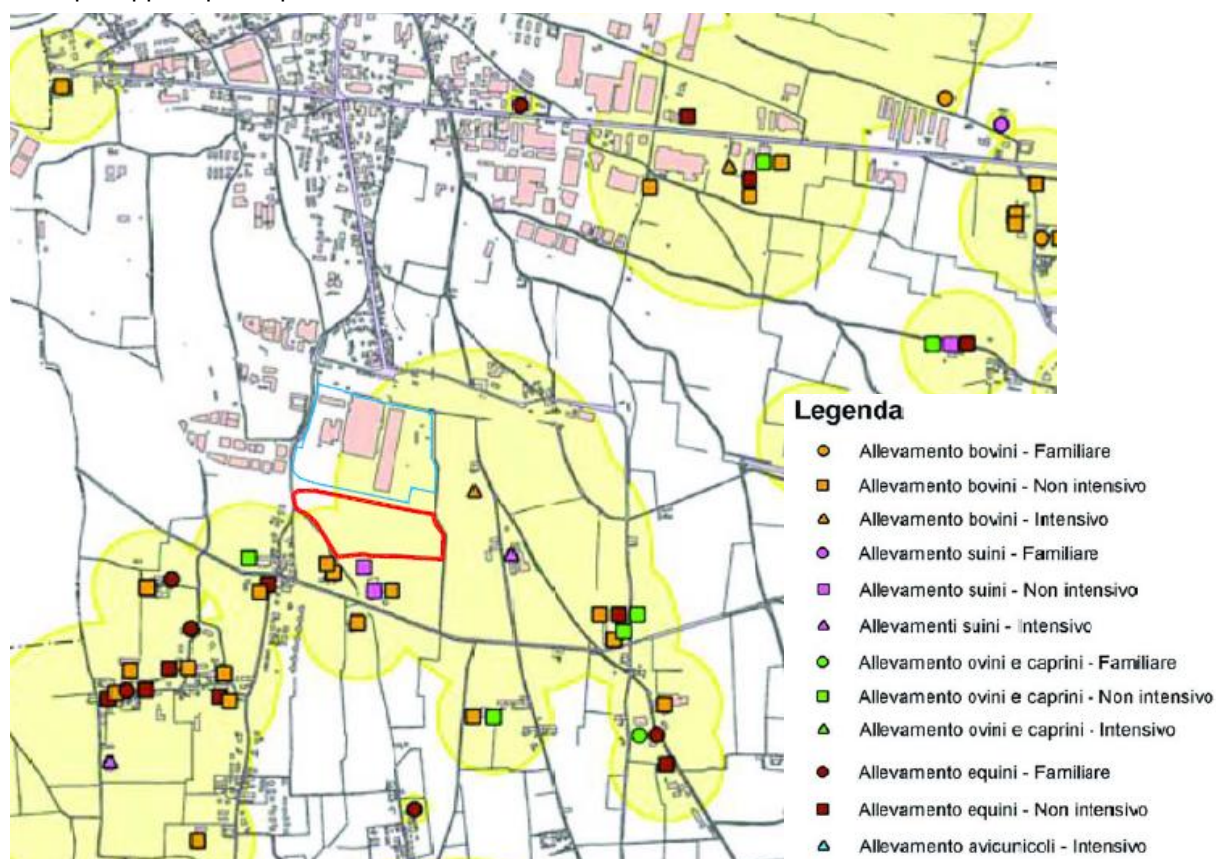 Legenda
Allevamento bovini - Familiare
Allevamento bovini - Non intensivo
Allevamento bovini - Intensivo
Allevamento suini - Familiare
Allevamento suini - Non intensivo
Allevamenti suini - Intensivo
Allevamento ovini e caprini - Familiare
Allevamento ovini e caprini - Non intensivo
Allevamento ovini e caprini - Intensivo
Allevamento equini - Familiare
Allevamento equini - Non intensivo
Allevamento avicunicoli - Intensivo